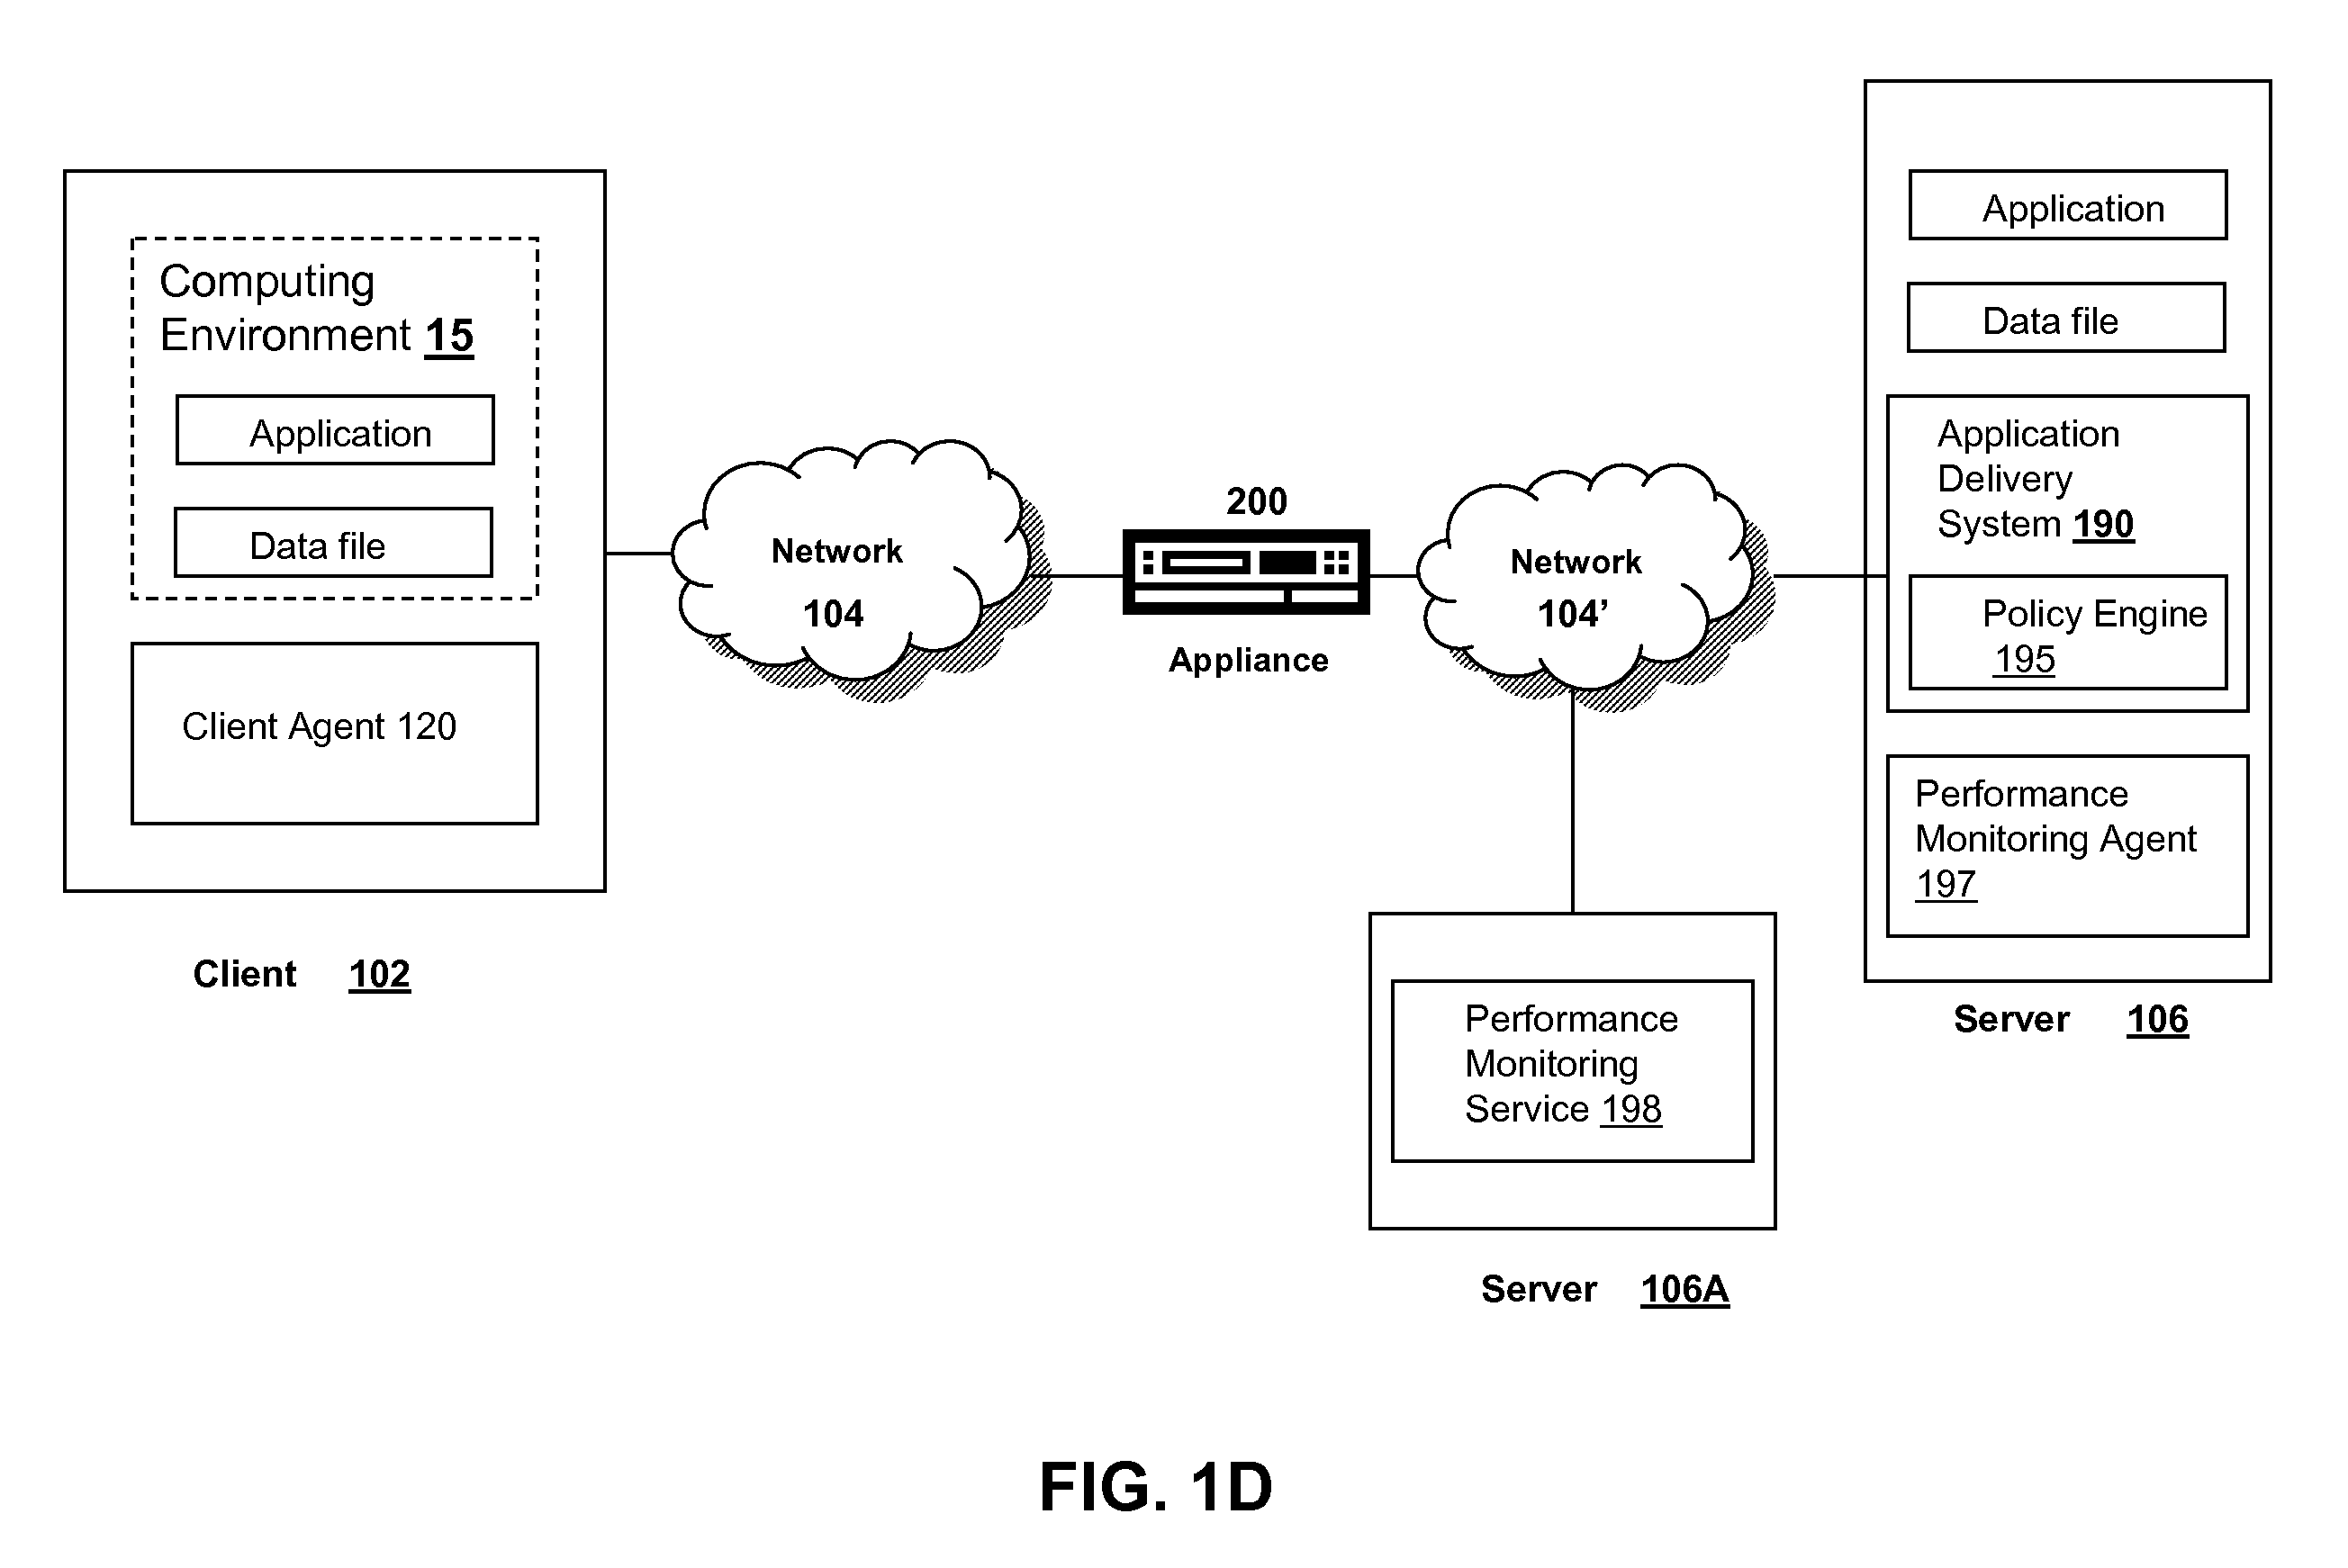 Computing
Environment 15
Application
Data file
Client Agent 120
Client 102
Network
104
200
Appliance
Network
104’
Performance
Monitoring
Service 198
Server 106A
Application
Data file
Application
Delivery
System 190
Policy Engine
195
Performance
Monitoring Agent
197
Server 106
FIG. 1D